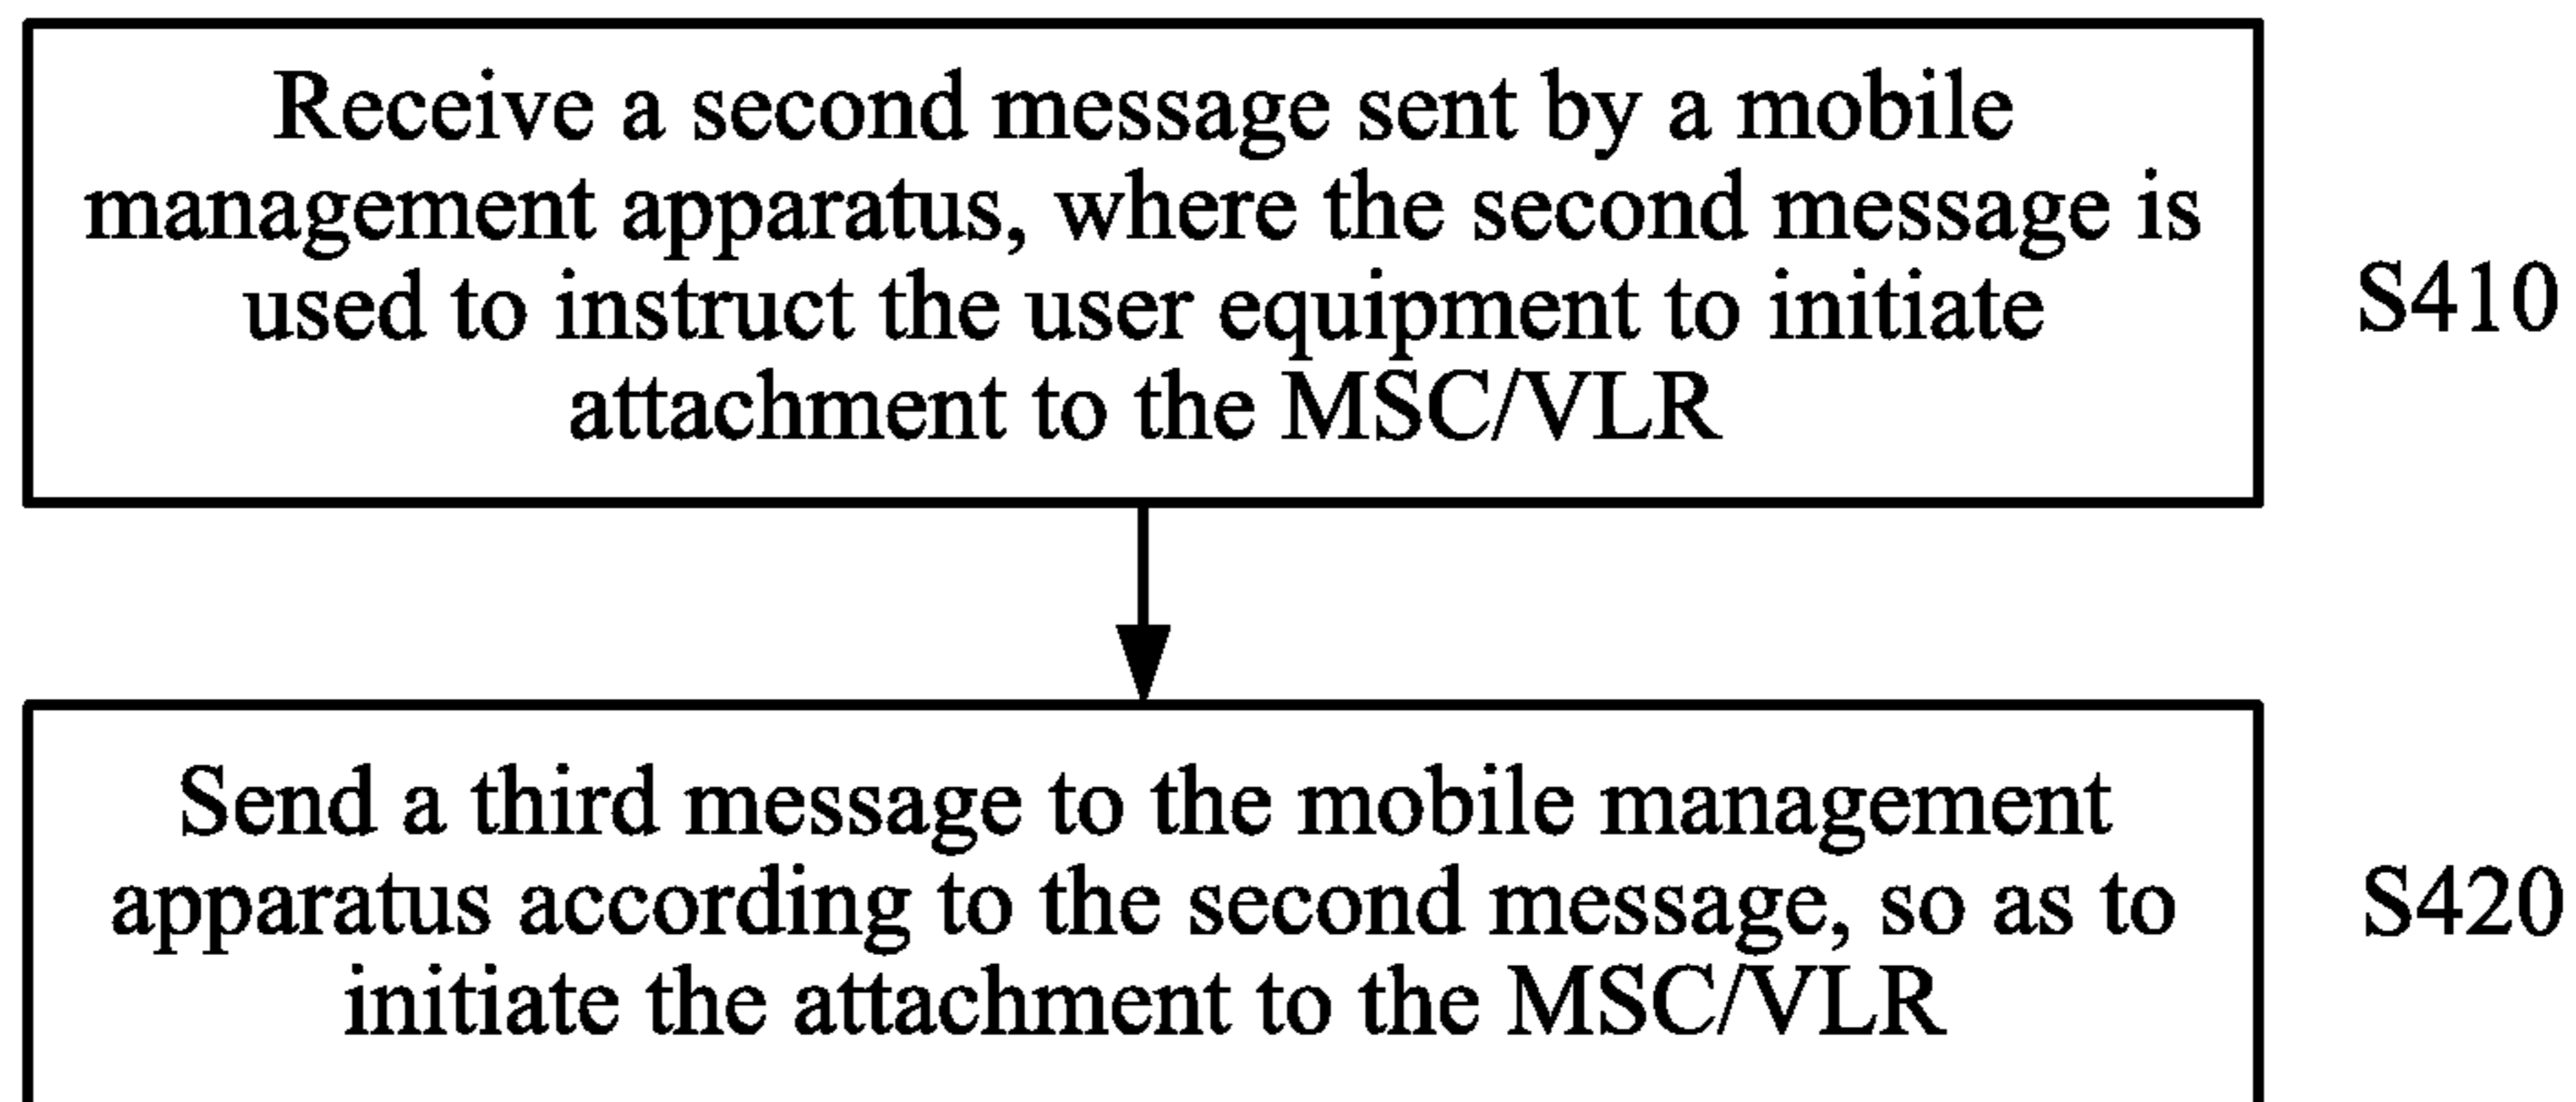 Receive a second message sent by a mobile
management apparatus, where the second message is
used to instruct the user equipment to initiate
attachment to the MSC/VLR
S410
Send a third message to the mobile management
apparatus according to the second message, so as to
initiate the attachment to the MSC/VLR
S420